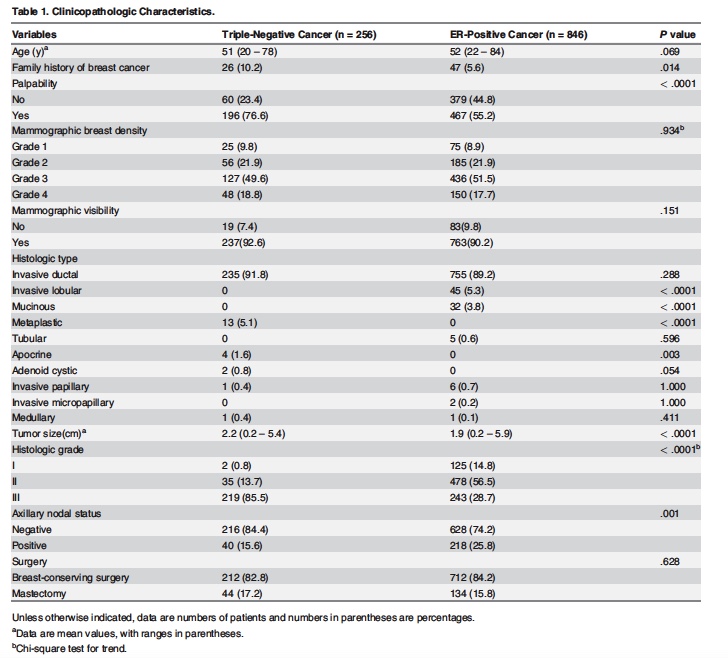 Table 1. Clinicopathologic Characteristics.
Variables Triple-Negative Cancer (n = 256) ER-Positive Cancer (n = 846) P value
Age (y)a 51 (20 – 78) 52 (22 – 84) .069
Family history of breast cancer 26 (10.2) 47 (5.6) .014
Palpability < .0001
No 60 (23.4) 379 (44.8)
Yes 196 (76.6) 467 (55.2)
Mammographic breast density .934b
Grade 1 25 (9.8) 75 (8.9)
Grade 2 56 (21.9) 185 (21.9)
Grade 3 127 (49.6) 436 (51.5)
Grade 4 48 (18.8) 150 (17.7)
Mammographic visibility .151
No 19 (7.4) 83(9.8)
Yes 237(92.6) 763(90.2)
Histologic type
Invasive ductal 235 (91.8) 755 (89.2) .288
Invasive lobular 0 45 (5.3) < .0001
Mucinous 0 32 (3.8) < .0001
Metaplastic 13 (5.1) 0 < .0001
Tubular 0 5 (0.6) .596
Apocrine 4 (1.6) 0 .003
Adenoid cystic 2 (0.8) 0 .054
Invasive papillary 1 (0.4) 6 (0.7) 1.000
Invasive micropapillary 0 2 (0.2) 1.000
Medullary 1 (0.4) 1 (0.1) .411
Tumor size(cm)a 2.2 (0.2 – 5.4) 1.9 (0.2 – 5.9) < .0001
Histologic grade < .0001b
I 2 (0.8) 125 (14.8)
II 35 (13.7) 478 (56.5)
III 219 (85.5) 243 (28.7)
Axillary nodal status .001
Negative 216 (84.4) 628 (74.2)
Positive 40 (15.6) 218 (25.8)
Surgery .628
Breast-conserving surgery 212 (82.8) 712 (84.2)
Mastectomy 44 (17.2) 134 (15.8)
Unless otherwise indicated, data are numbers of patients and numbers in parentheses are percentages.
aData are mean values, with ranges in parentheses.
bChi-square test for trend.